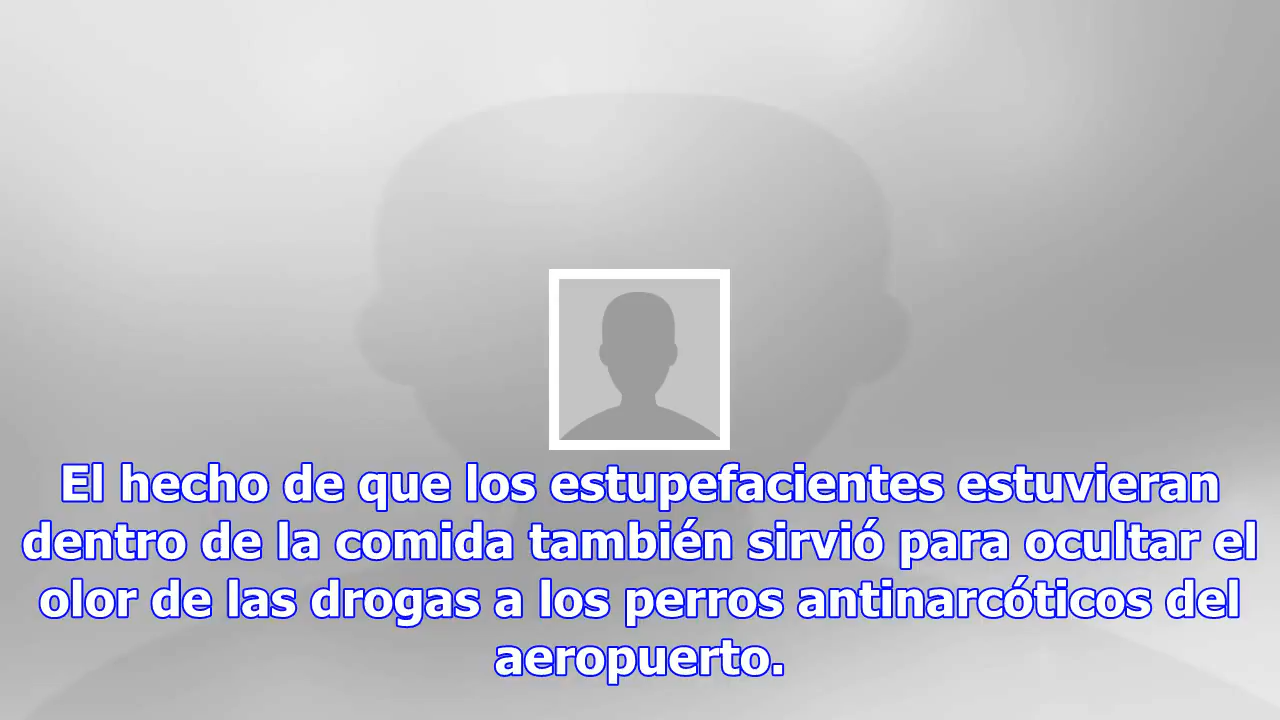 El hecho de que los estupefacientes estuvieran
dentro de la comida también sirvió para ocultar el
olor de las drogas a los perros antinarcóticos del
aeropuerto.